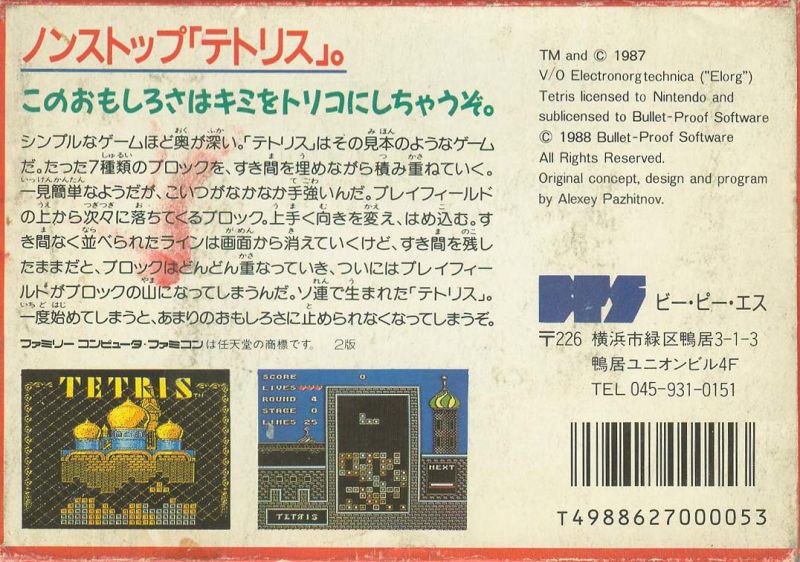 ノンストップ「テトリス」。
このおもしろさはキミをトリコにしちゃうぞ。
シンプルなゲームほど奥が深い。「テトリス」はその見本のようなゲーム
だ。たった7種類のブロックを、すき間を埋めながら積み重ねていく。
一見簡単なようだが、こいつがなかなか手強いんだ。プレイフィールド
の上から次々に落ちてくるブロック。上手く向きを変え、はめ込む。す
き間なく並べられたラインは画面から消えていくけど、すき間を残し
たままだと、ブロックはどんどん重なっていき、ついにはプレイフィー
ルドがブロックの山になってしまうんだ。ソ連で生まれた「テトリス」。
一度始めてしまうと、あまりのおもしろさに止められなくなってしまうぞ。
ファミリー コンピュータ・ファミコンは任天堂の商標です。 2版
TETRIS™
SCORE 0
LIVES
ROUND 4
STAGE 0
LINES 25
NEXT
TETRIS
TM and © 1987
V/O Electronorgtechnica ("Elorg")
Tetris licensed to Nintendo and
sublicensed to Bullet-Proof Software
© 1988 Bullet-Proof Software
All Rights Reserved.
Original concept, design and program
by Alexey Pazhitnov.
BPS ビー・ピー・エス
〒226 横浜市緑区鴨居3-1-3
鴨居ユニオンビル4F
TEL 045-931-0151
T4988627000053